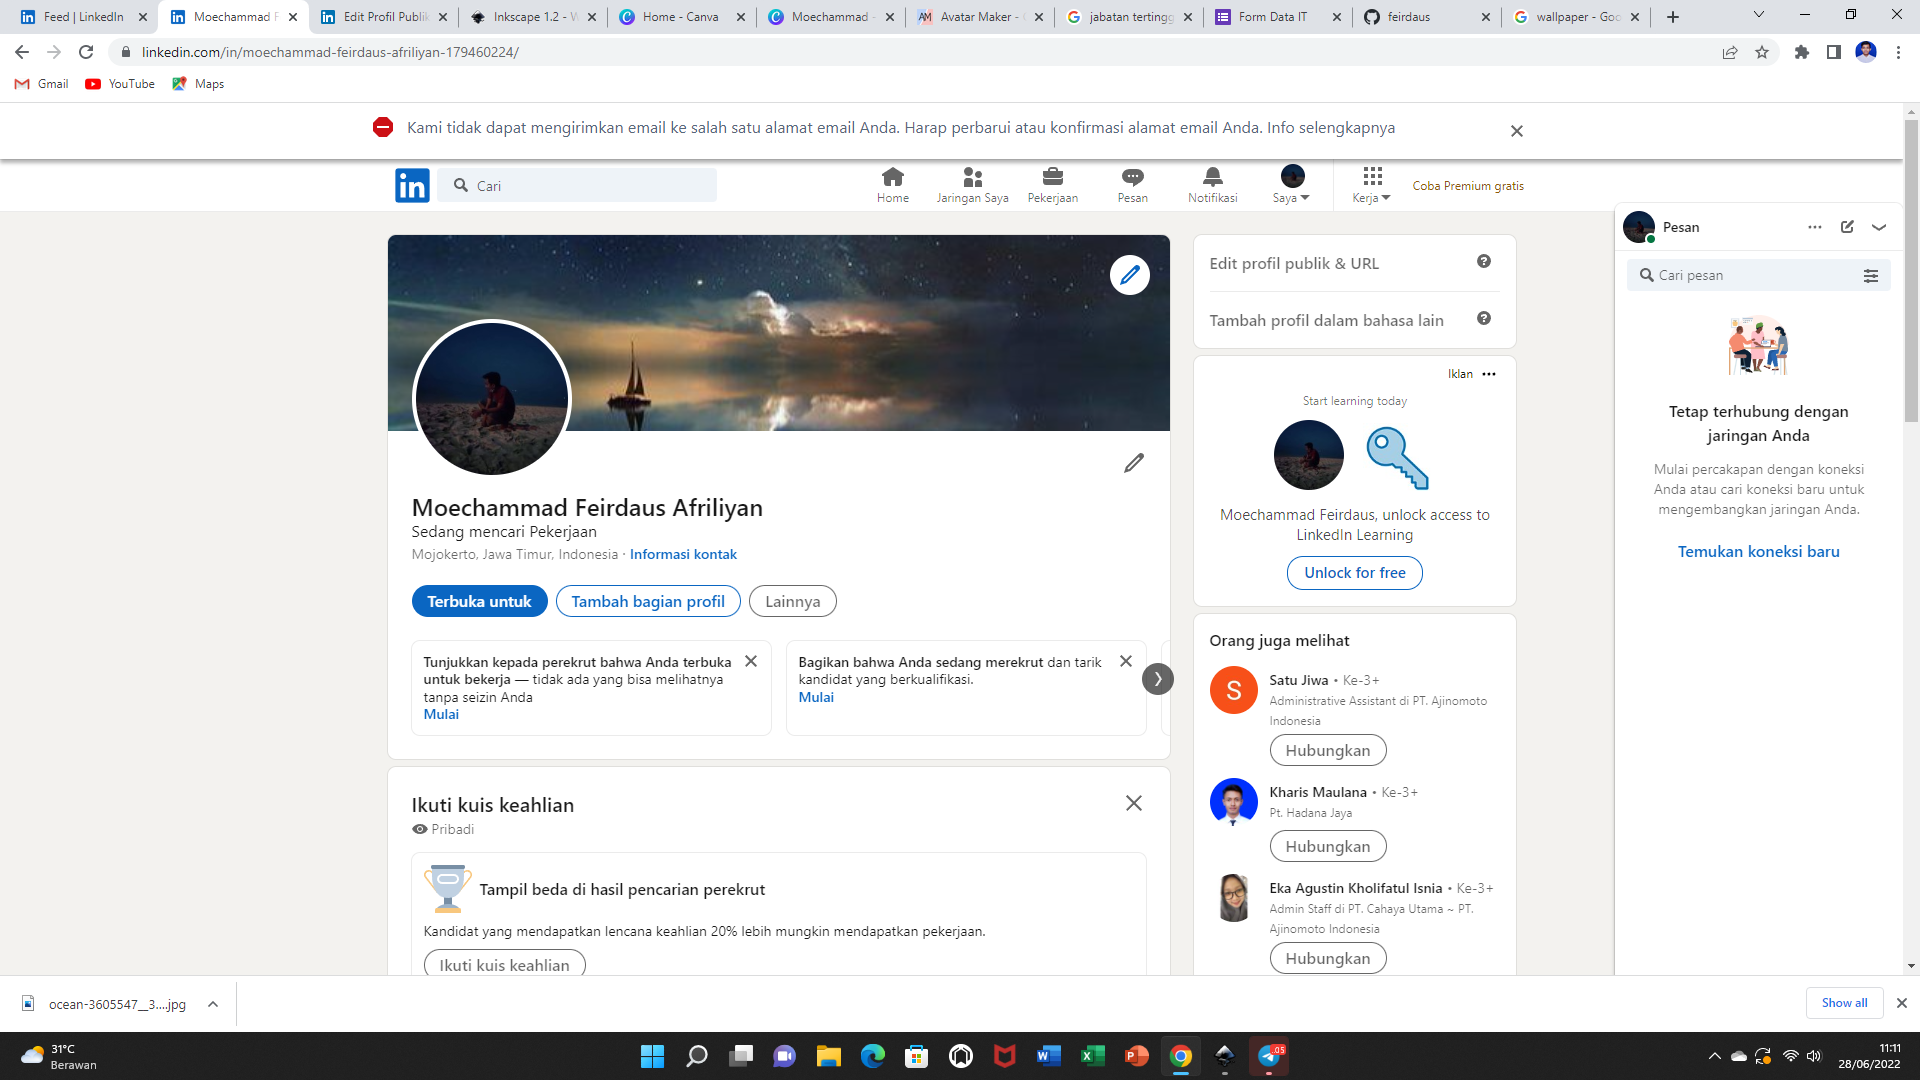 Feed | LinkedIn
Moechammad F
Edit Profil Publik
Inkscape 1.2 - W
Home - Canva
Moechammad -
Avatar Maker -
jabatan tertingg
Form Data IT
feirdaus
wallpaper - Goo
linkedin.com/in/moechammad-feirdaus-afriliyan-179460224/
Gmail
YouTube
Maps
Kami tidak dapat mengirimkan email ke salah satu alamat email Anda. Harap perbarui atau konfirmasi alamat email Anda. Info selengkapnya
in
Cari
Home
Jaringan Saya
Pekerjaan
Pesan
Notifikasi
Saya
Kerja
Coba Premium gratis
Moechammad Feirdaus Afriliyan
Sedang mencari Pekerjaan
Mojokerto, Jawa Timur, Indonesia · Informasi kontak
Terbuka untuk
Tambah bagian profil
Lainnya
Tunjukkan kepada perekrut bahwa Anda terbuka
untuk bekerja — tidak ada yang bisa melihatnya
tanpa seizin Anda
Mulai
Bagikan bahwa Anda sedang merekrut dan tarik
kandidat yang berkualifikasi.
Mulai
Ikuti kuis keahlian
Pribadi
Tampil beda di hasil pencarian perekrut
Kandidat yang mendapatkan lencana keahlian 20% lebih mungkin mendapatkan pekerjaan.
Ikuti kuis keahlian
Edit profil publik & URL
Tambah profil dalam bahasa lain
Iklan
Start learning today
Moechammad Feirdaus, unlock access to
LinkedIn Learning
Unlock for free
Orang juga melihat
S
Satu Jiwa • Ke-3+
Administrative Assistant di PT. Ajinomoto
Indonesia
Hubungkan
Kharis Maulana • Ke-3+
Pt. Hadana Jaya
Hubungkan
Eka Agustin Kholifatul Isnia • Ke-3+
Admin Staff di PT. Cahaya Utama ~ PT.
Ajinomoto Indonesia
Hubungkan
Pesan
Cari pesan
Tetap terhubung dengan
jaringan Anda
Mulai percakapan dengan koneksi
Anda atau cari koneksi baru untuk
mengembangkan jaringan Anda.
Temukan koneksi baru
ocean-3605547__3....jpg
Show all
31°C
Berawan
11:11
28/06/2022